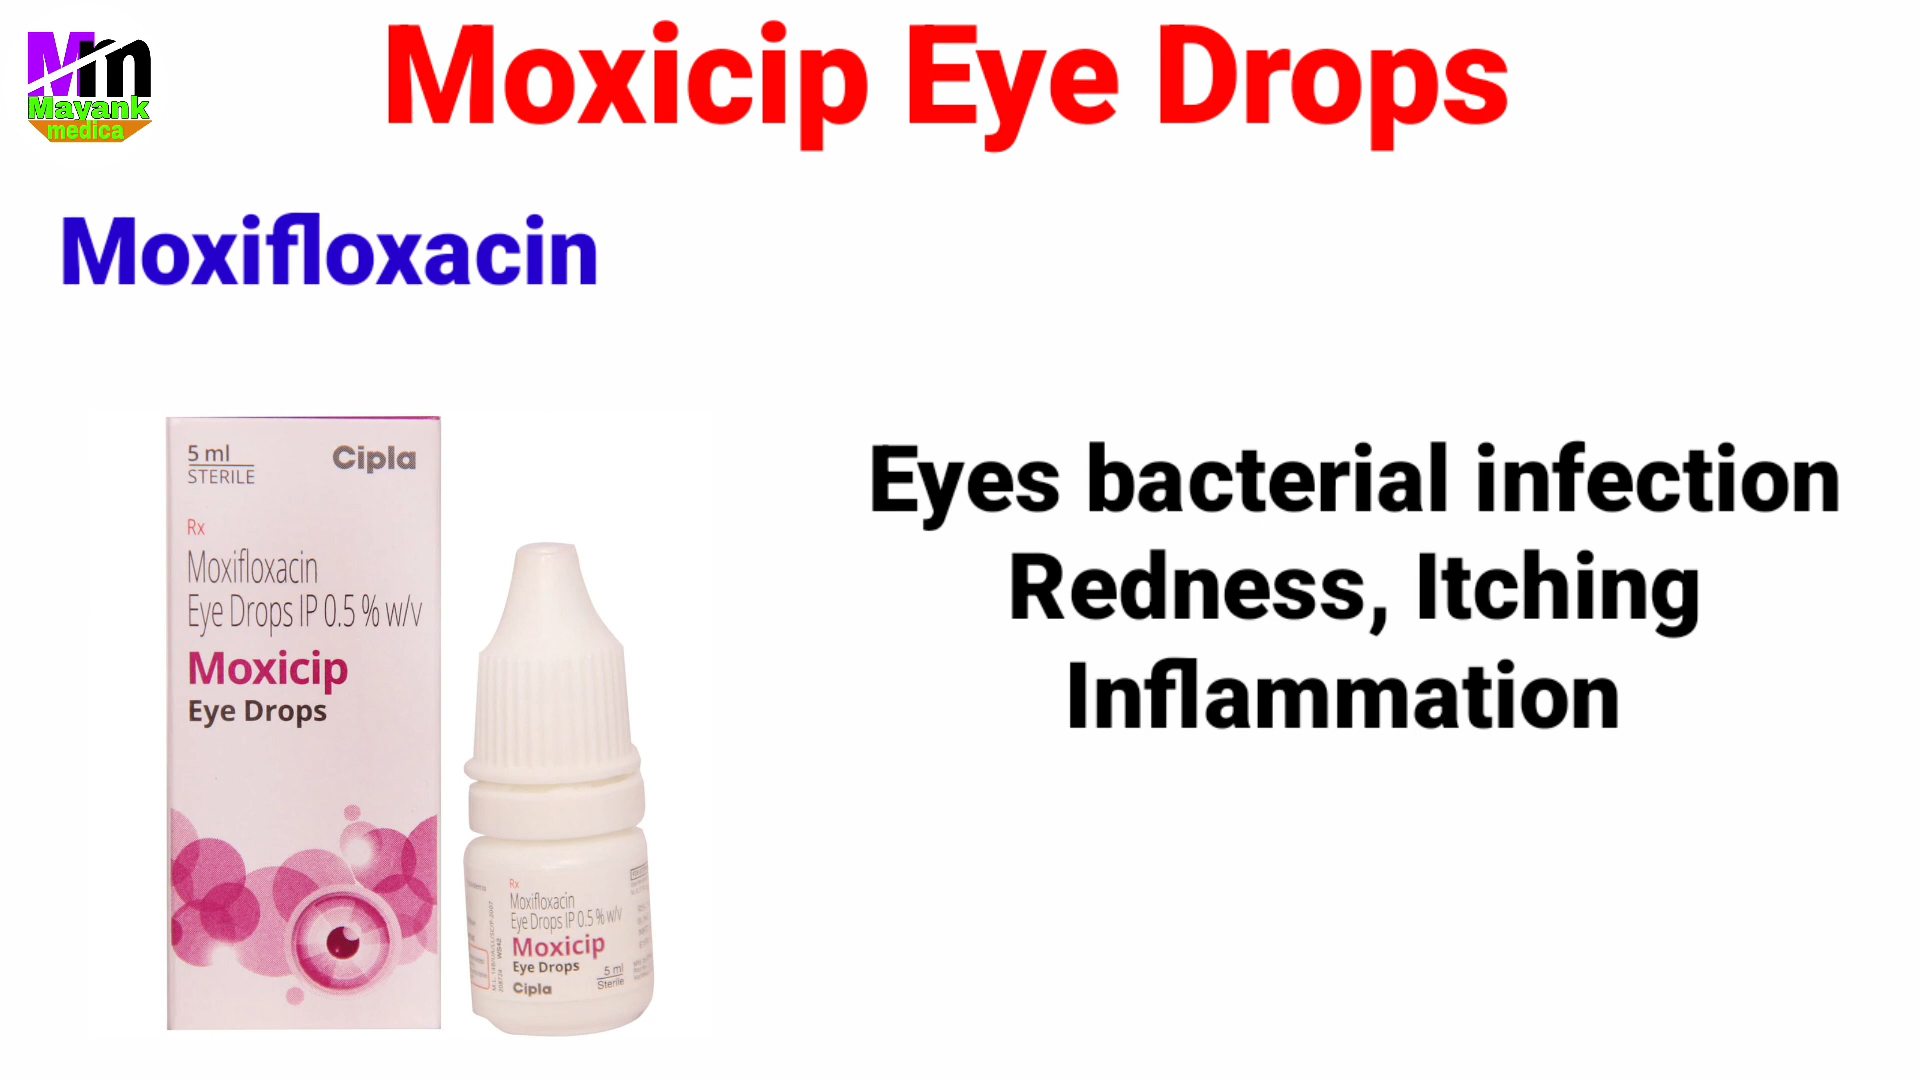 Mm
Mayank
medica
Moxicip Eye Drops
Moxifloxacin
5 ml
STERILE
Cipla
Rx
Moxifloxacin
Eye Drops IP 0.5 % w/v
Moxicip
Eye Drops
Rx
Moxifloxacin
Eye Drops IP 0.5 % w/v
Moxicip
Eye Drops
5 ml
Sterile
Cipla
Eyes bacterial infection
Redness, Itching
Inflammation